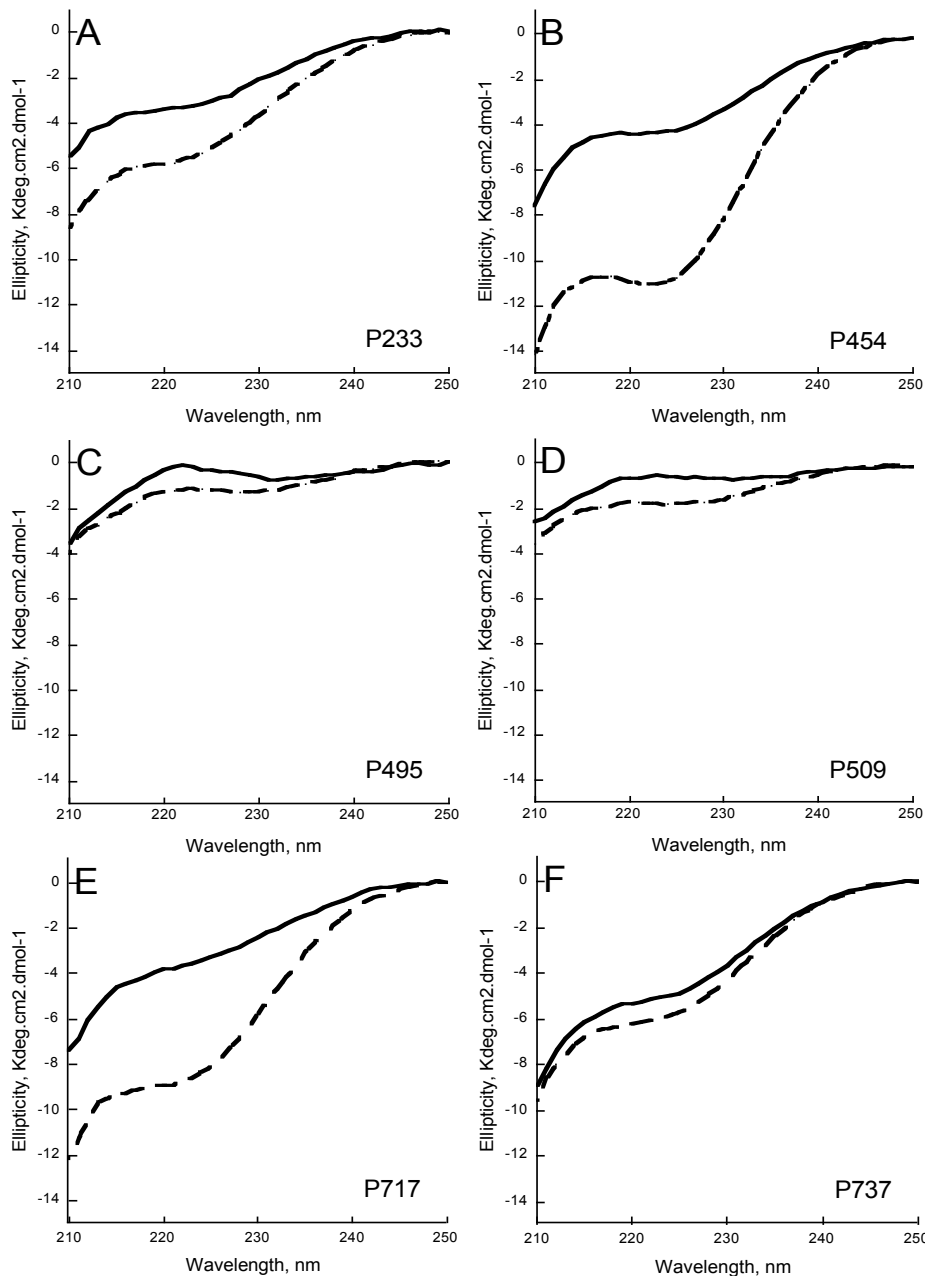 A
0
-2
-4
-6
-8
-10
-12
-14
Ellipticity, Kdeg.cm2.dmol-1
P233
210 220 230 240 250
Wavelength, nm
B
0
-2
-4
-6
-8
-10
-12
-14
Ellipticity, Kdeg.cm2.dmol-1
P454
210 220 230 240 250
Wavelength, nm
C
0
-2
-4
-6
-8
-10
-12
-14
Ellipticity, Kdeg.cm2.dmol-1
P495
210 220 230 240 250
Wavelength, nm
D
0
-2
-4
-6
-8
-10
-12
-14
Ellipticity, Kdeg.cm2.dmol-1
P509
210 220 230 240 250
Wavelength, nm
E
0
-2
-4
-6
-8
-10
-12
-14
Ellipticity, Kdeg.cm2.dmol-1
P717
210 220 230 240 250
Wavelength, nm
F
0
-2
-4
-6
-8
-10
-12
-14
Ellipticity, Kdeg.cm2.dmol-1
P737
210 220 230 240 250
Wavelength, nm